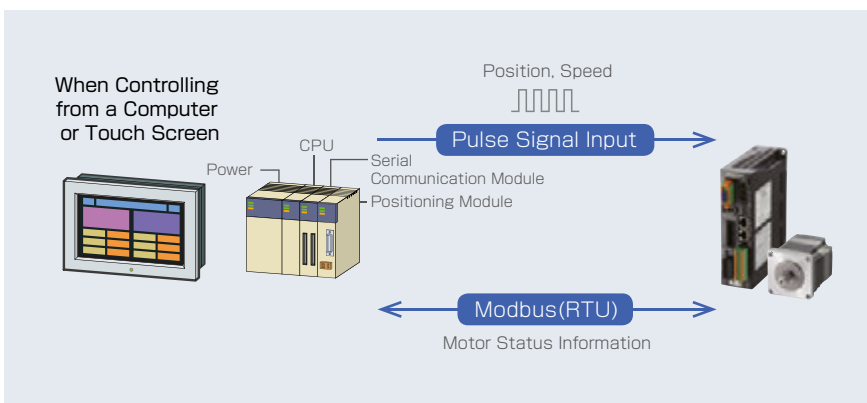 When Controlling
from a Computer
or Touch Screen
Position, Speed
Pulse Signal Input
CPU
Power
Serial
Communication Module
Positioning Module
Modbus(RTU)
Motor Status Information